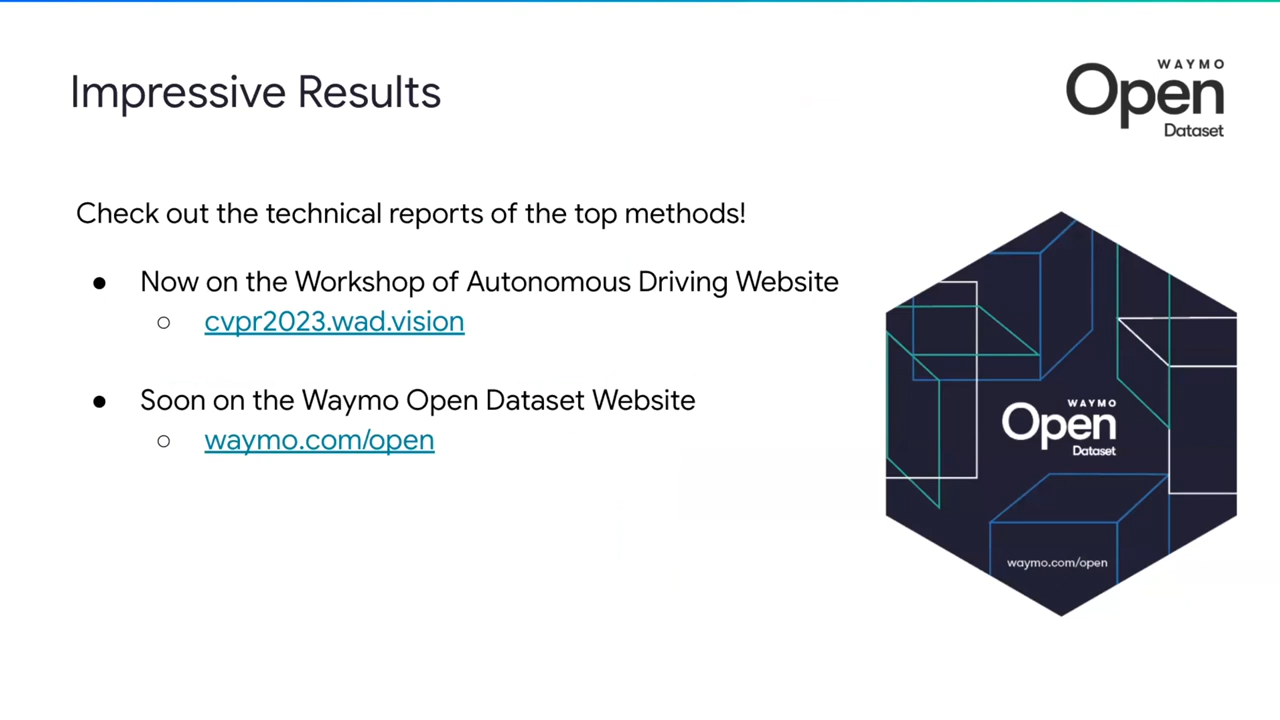 Impressive Results
WAYMO
Open
Dataset
Check out the technical reports of the top methods!
● Now on the Workshop of Autonomous Driving Website
○ cvpr2023.wad.vision
● Soon on the Waymo Open Dataset Website
○ waymo.com/open
WAYMO
Open
Dataset
waymo.com/open